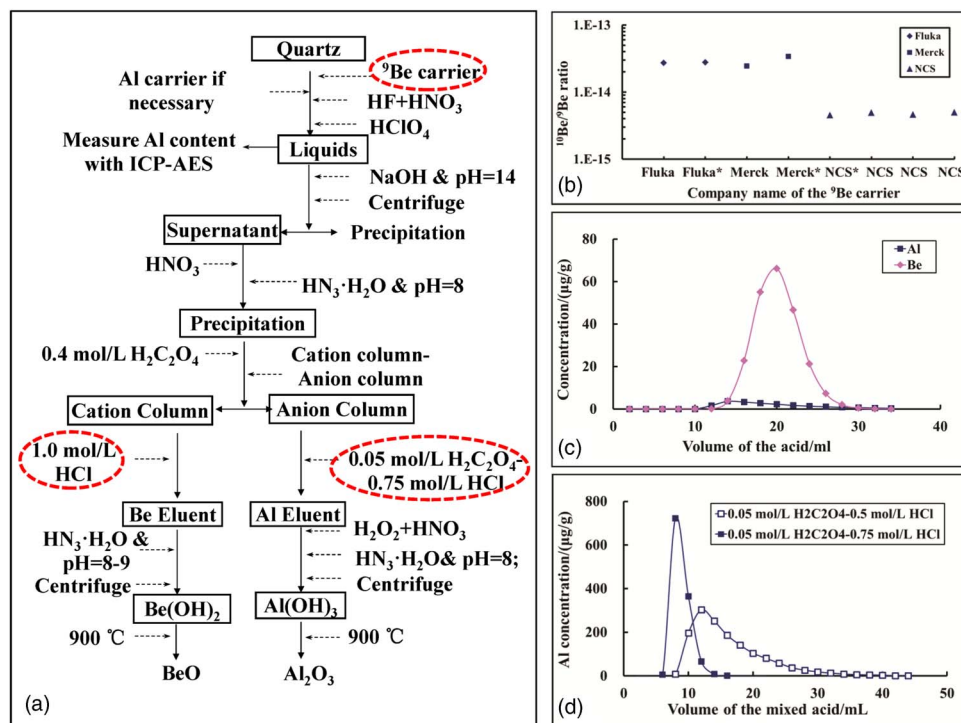 Quartz
⁹Be carrier
Al carrier if
necessary
HF+HNO₃
HClO₄
Measure Al content
with ICP-AES
Liquids
NaOH & pH=14
Centrifuge
Supernatant
Precipitation
HNO₃
HN₃·H₂O & pH=8
Precipitation
0.4 mol/L H₂C₂O₄
Cation column-
Anion column
Cation Column
Anion Column
1.0 mol/L
HCl
0.05 mol/L H₂C₂O₄-
0.75 mol/L HCl
Be Eluent
Al Eluent
HN₃·H₂O &
pH=8-9
Centrifuge
H₂O₂+HNO₃
HN₃·H₂O& pH=8;
Centrifuge
Be(OH)₂
Al(OH)₃
900 ℃
900 ℃
BeO
Al₂O₃
(a)
¹⁰Be/⁹Be ratio
1.E-13
1.E-14
1.E-15
Fluka
Merck
NCS
Fluka Fluka* Merck Merck* NCS* NCS NCS NCS
Company name of the ⁹Be carrier
(b)
Concentration/(μg/g)
80
60
40
20
0
Al
Be
0 10 20 30 40
Volume of the acid/ml
(c)
Al concentration/(μg/g)
800
600
400
200
0
0.05 mol/L H2C2O4-0.5 mol/L HCl
0.05 mol/L H2C2O4-0.75 mol/L HCl
0 10 20 30 40 50
Volume of the mixed acid/mL
(d)